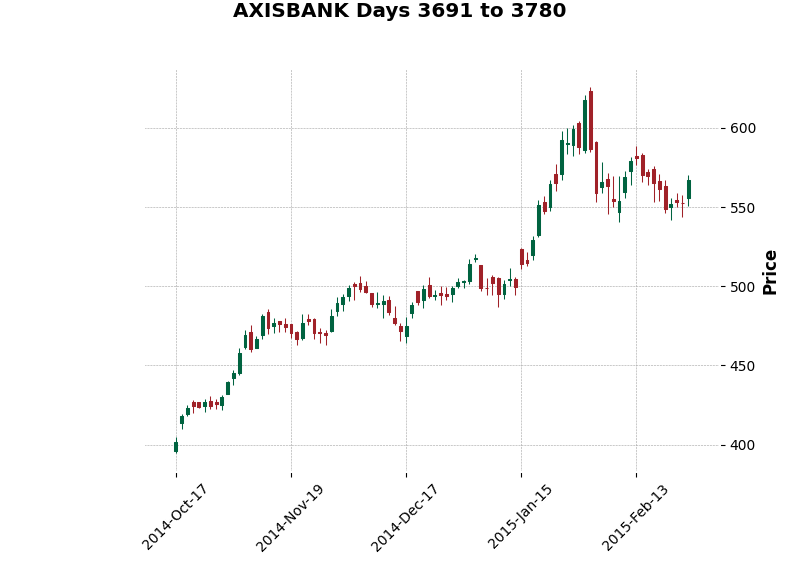 AXISBANK Days 3691 to 3780
600
550
500
450
400
Price
2014-Oct-17
2014-Nov-19
2014-Dec-17
2015-Jan-15
2015-Feb-13